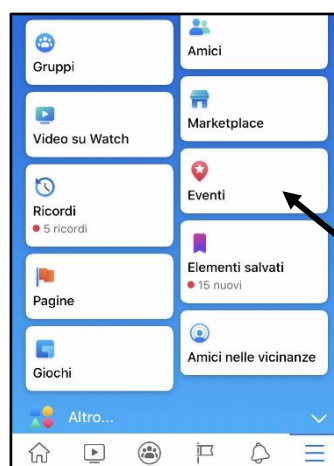 Gruppi
Amici
Video su Watch
Marketplace
Ricordi
5 ricordi
Eventi
Pagine
Elementi salvati
15 nuovi
Giochi
Amici nelle vicinanze
Altro...